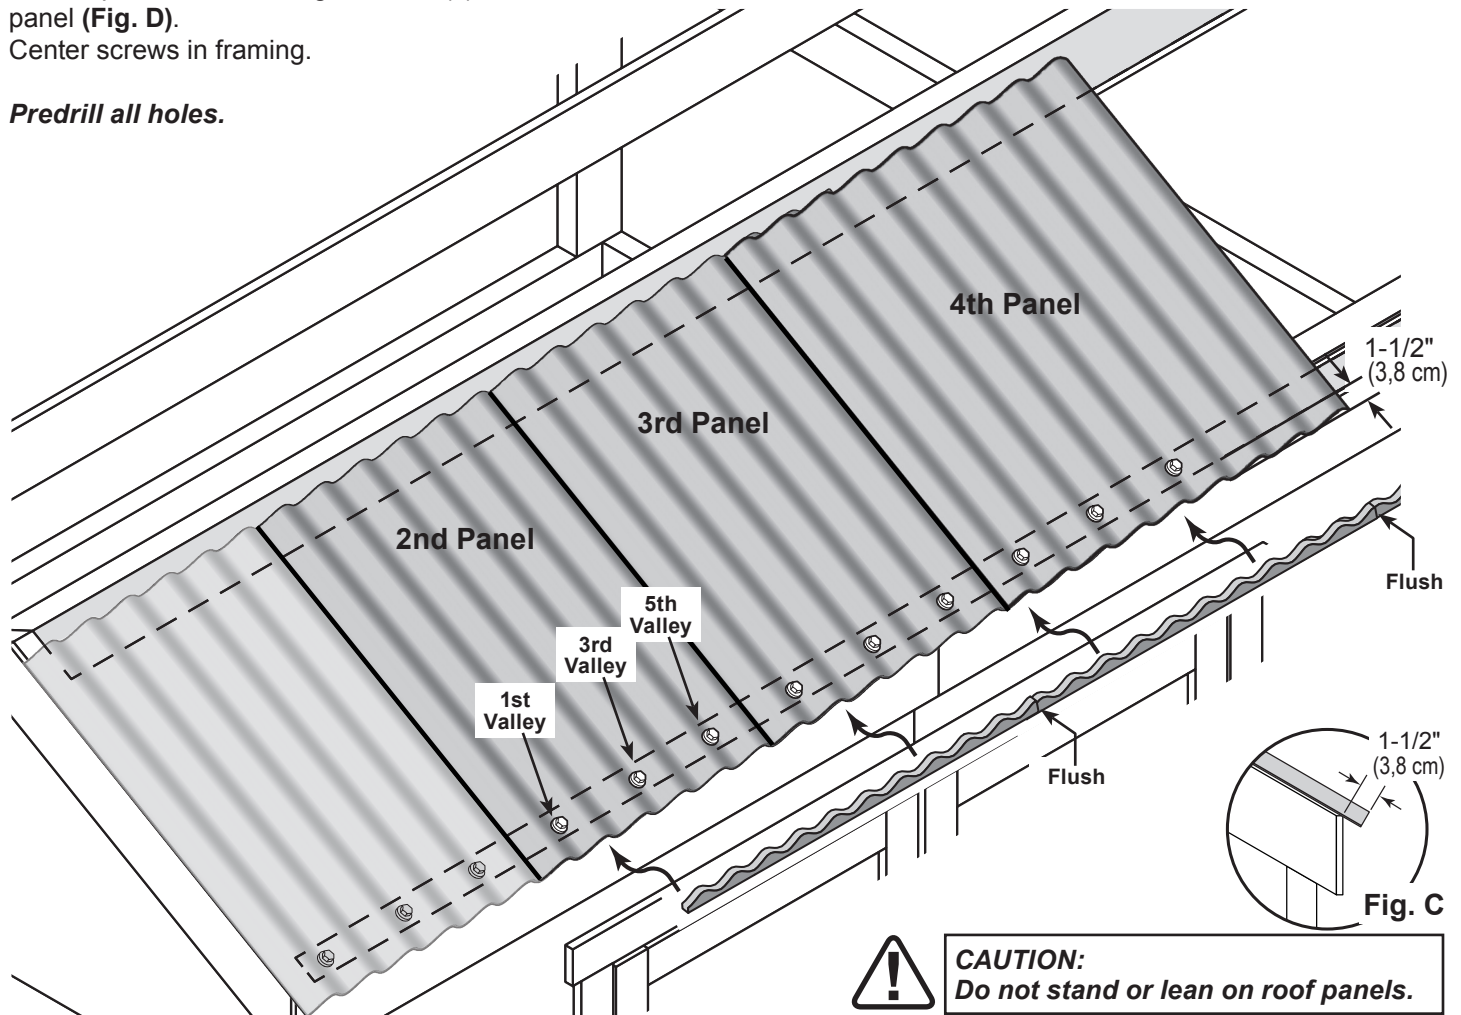 panel (Fig. D).
Center screws in framing.
Predrill all holes.
4th Panel
1-1/2"
(3,8 cm)
3rd Panel
2nd Panel
5th
Valley
3rd
Valley
1st
Valley
Flush
Flush
1-1/2"
(3,8 cm)
Fig. C
CAUTION:
Do not stand or lean on roof panels.